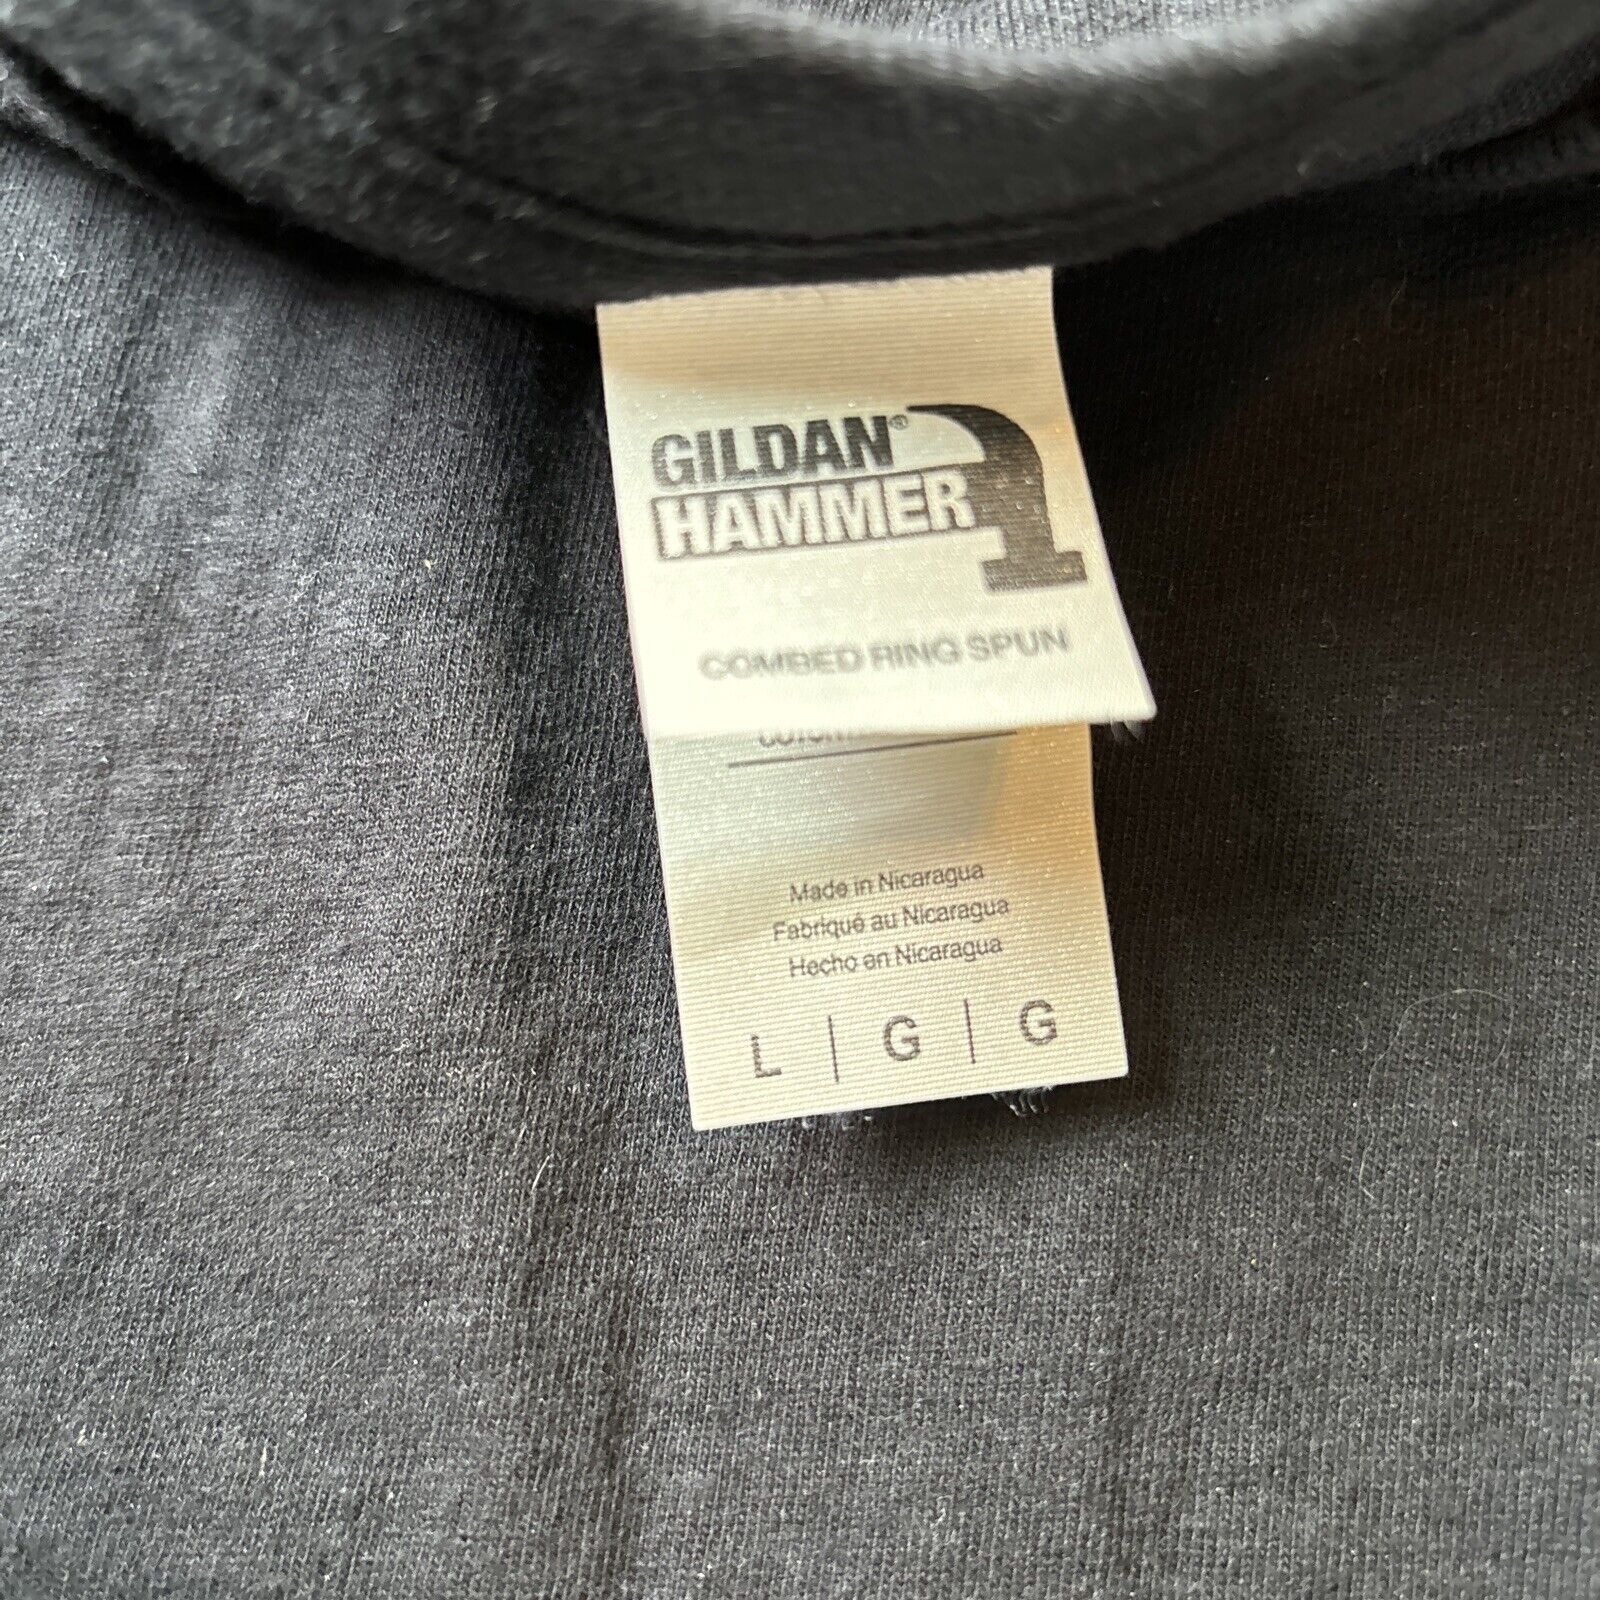 GILDAN®
HAMMER
COMBED RING SPUN
Made in Nicaragua
Fabriqué au Nicaragua
Hecho en Nicaragua
L | G | G